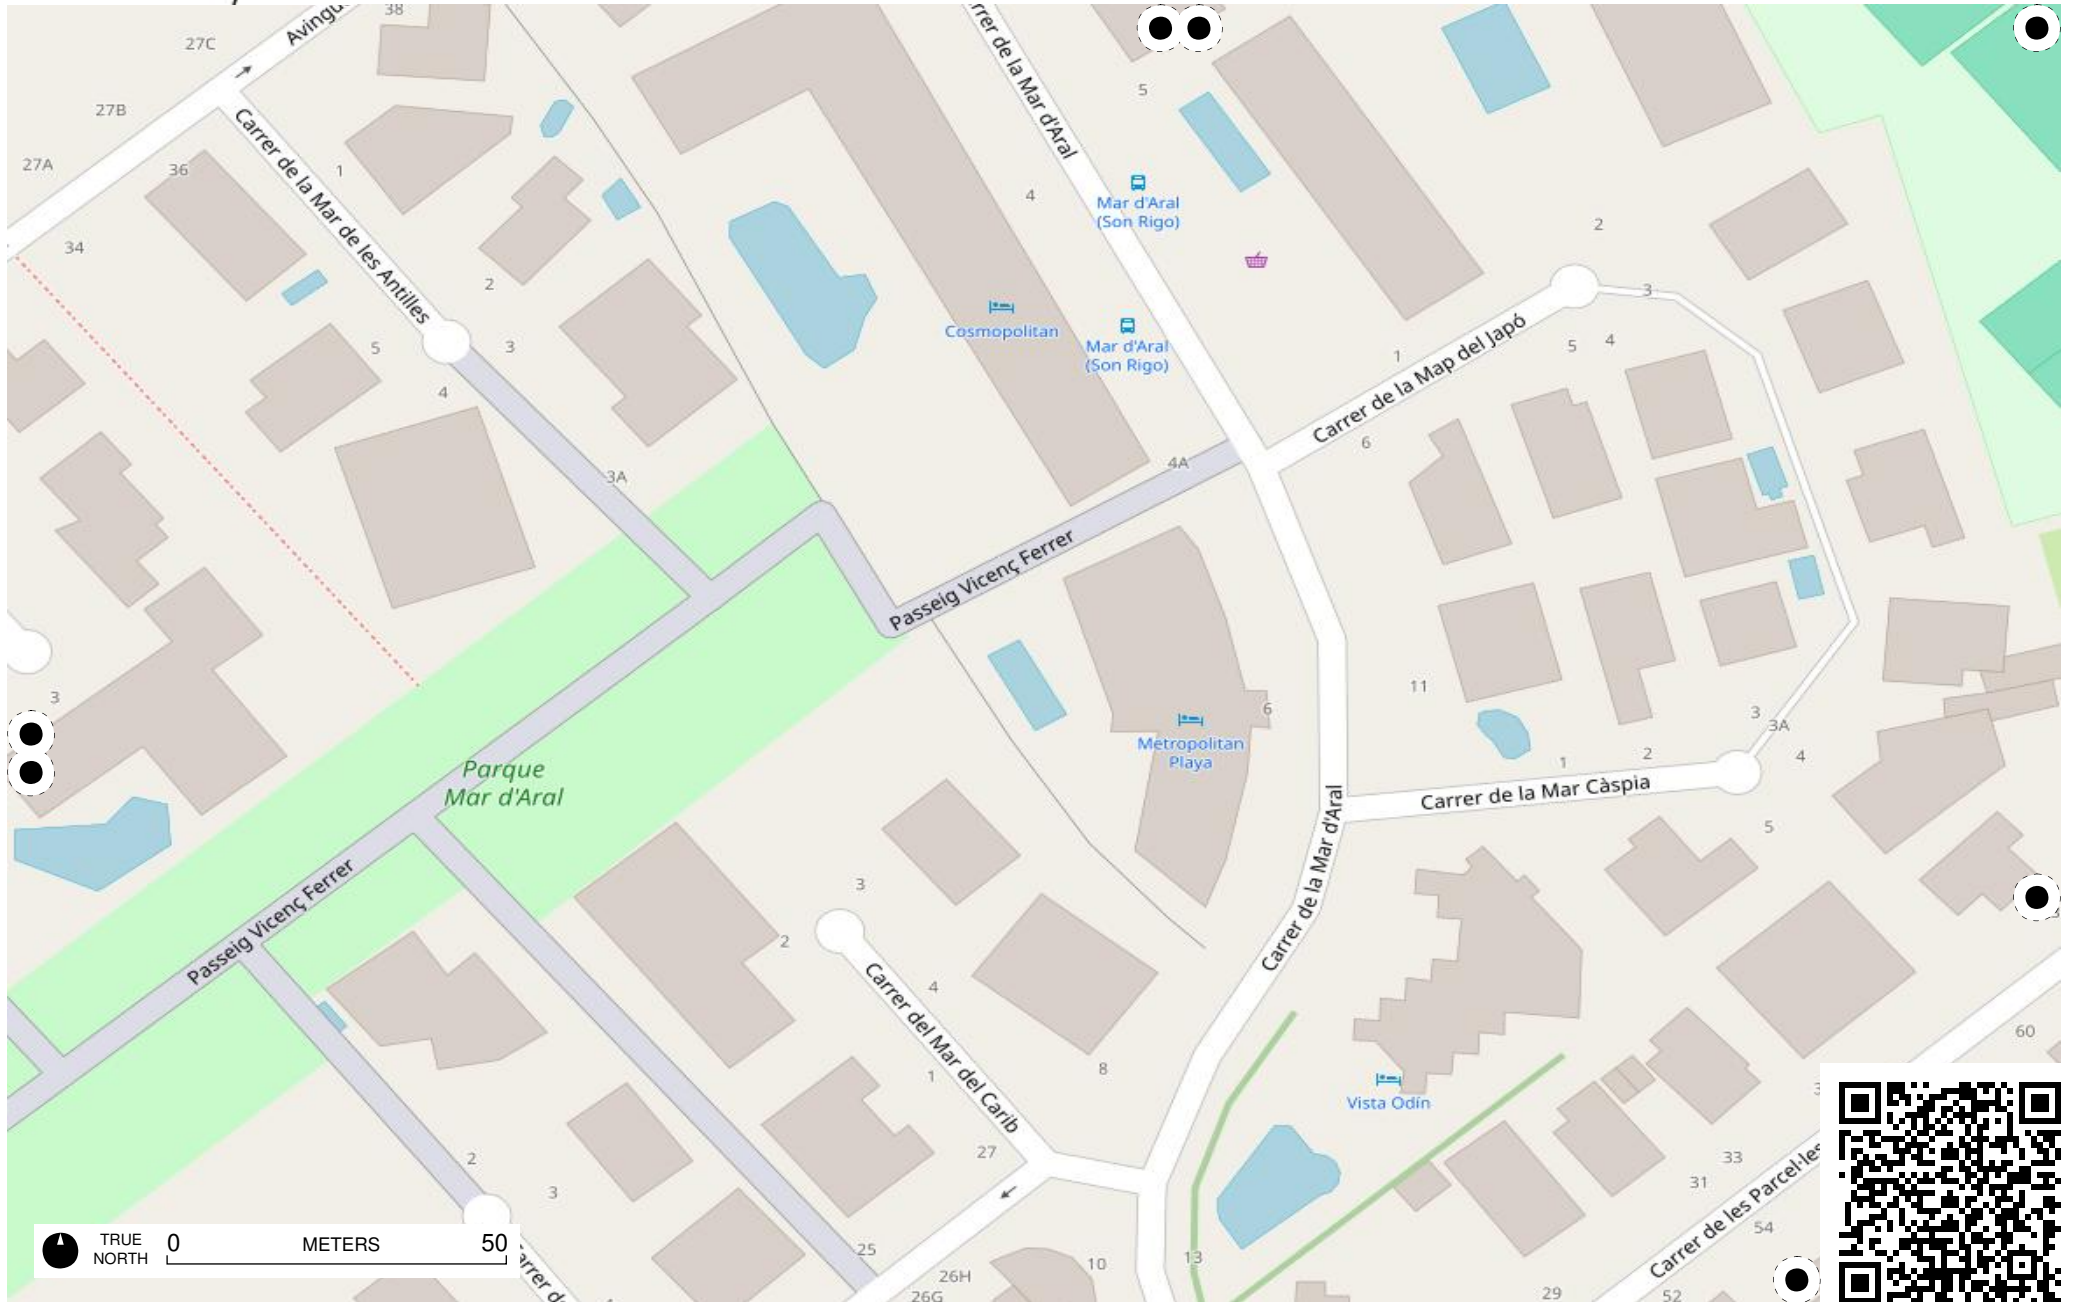 38
27C
27B
27A
36
1
34
Carrer de la Mar de les Antilles
2
3
5
4
3A
Carrer de la Mar d'Aral
5
4
Mar d'Aral
(Son Rigo)
Cosmopolitan
Mar d'Aral
(Son Rigo)
2
3
1
5
4
Carrer de la Map del Japó
6
4A
Passeig Vicenç Ferrer
11
6
Metropolitan
Playa
3
3A
4
1
2
Carrer de la Mar Càspia
5
3
Parque
Mar d'Aral
Passeig Vicenç Ferrer
3
2
4
Carrer del Mar del Carib
1
8
27
Carrer de la Mar d'Aral
Vista Odín
60
33
31
54
Carrer de les Parcel·les
2
3
25
26H
26G
10
13
29
52
TRUE
NORTH
0
METERS
50